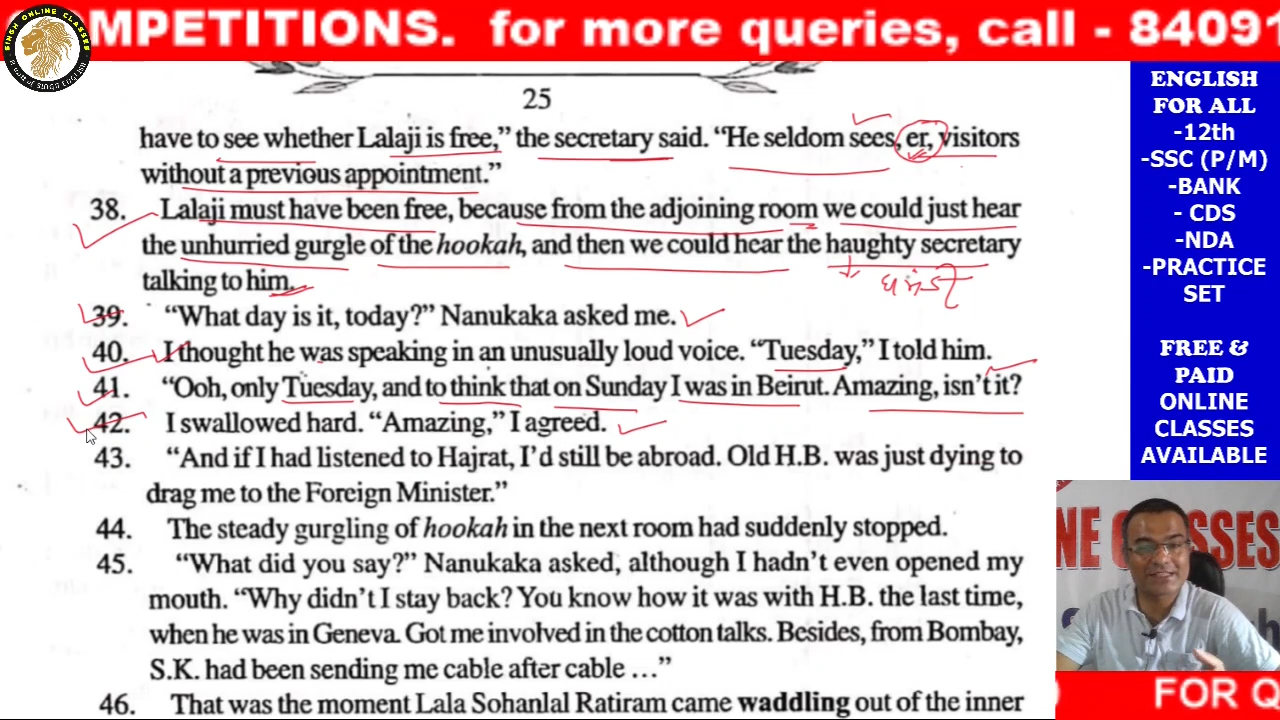 MPETITIONS. for more queries, call - 84091
SINGH ONLINE CLASSES
25
have to see whether Lalaji is free,” the secretary said. “He seldom sees, er, visitors
without a previous appointment.”
38. Lalaji must have been free, because from the adjoining room we could just hear
the unhurried gurgle of the hookah, and then we could hear the haughty secretary
talking to him.
घमंडी
39. “What day is it, today?” Nanukaka asked me.
40. I thought he was speaking in an unusually loud voice. “Tuesday,” I told him.
41. “Ooh, only Tuesday, and to think that on Sunday I was in Beirut. Amazing, isn’t it?
42. I swallowed hard. “Amazing,” I agreed.
43. “And if I had listened to Hajrat, I’d still be abroad. Old H.B. was just dying to
drag me to the Foreign Minister.”
44. The steady gurgling of hookah in the next room had suddenly stopped.
45. “What did you say?” Nanukaka asked, although I hadn’t even opened my
mouth. “Why didn’t I stay back? You know how it was with H.B. the last time,
when he was in Geneva. Got me involved in the cotton talks. Besides, from Bombay,
S.K. had been sending me cable after cable ...”
46. That was the moment Lala Sohanlal Ratiram came waddling out of the inner
ENGLISH
FOR ALL
-12th
-SSC (P/M)
-BANK
- CDS
-NDA
-PRACTICE
SET
FREE &
PAID
ONLINE
CLASSES
AVAILABLE
NE CLASSES
FOR Q